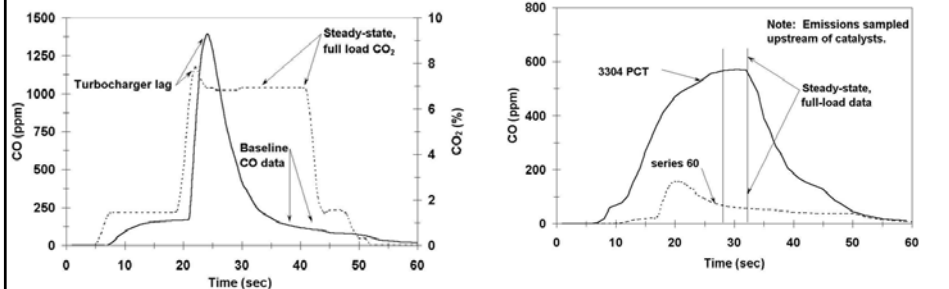 1500
1250
1000
750
500
250
0
CO (ppm)
10
8
6
4
2
0
CO₂ (%)
Turbocharger lag
Steady-state,
full load CO₂
Baseline
CO data
0 10 20 30 40 50 60
Time (sec)
800
600
400
200
0
CO (ppm)
Note: Emissions sampled
upstream of catalysts.
3304 PCT
Steady-state,
full-load data
series 60
0 10 20 30 40 50 60
Time (sec)